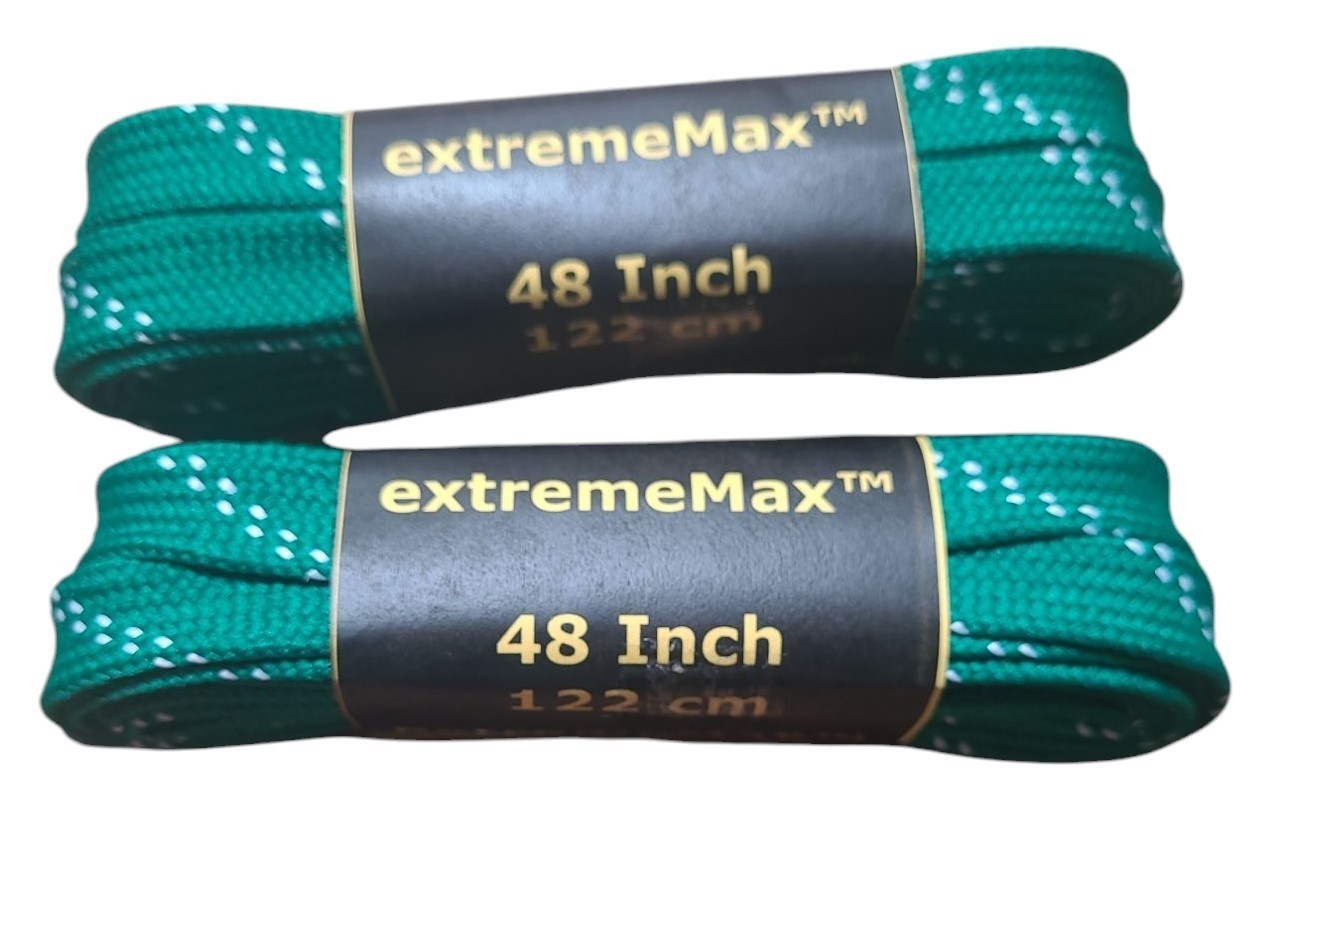 extremeMax™
48 Inch
122 cm
extremeMax™
48 Inch
122 cm